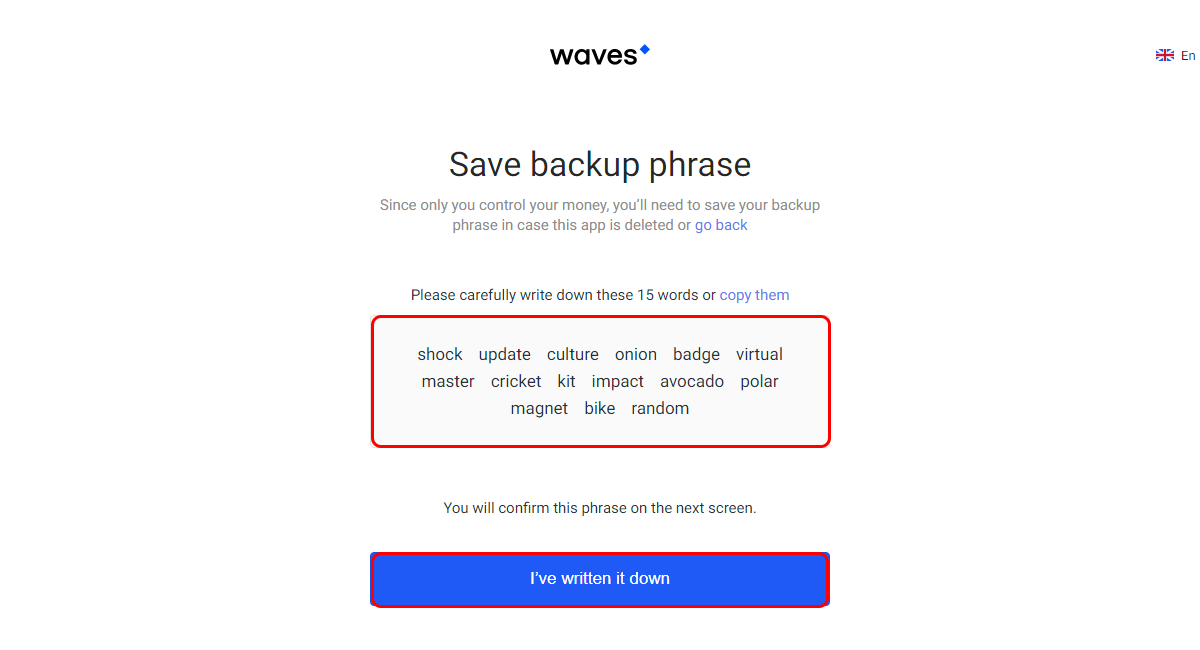 waves
En
Save backup phrase
Since only you control your money, you’ll need to save your backup
phrase in case this app is deleted or go back
Please carefully write down these 15 words or copy them
shock update culture onion badge virtual
master cricket kit impact avocado polar
magnet bike random
You will confirm this phrase on the next screen.
I’ve written it down